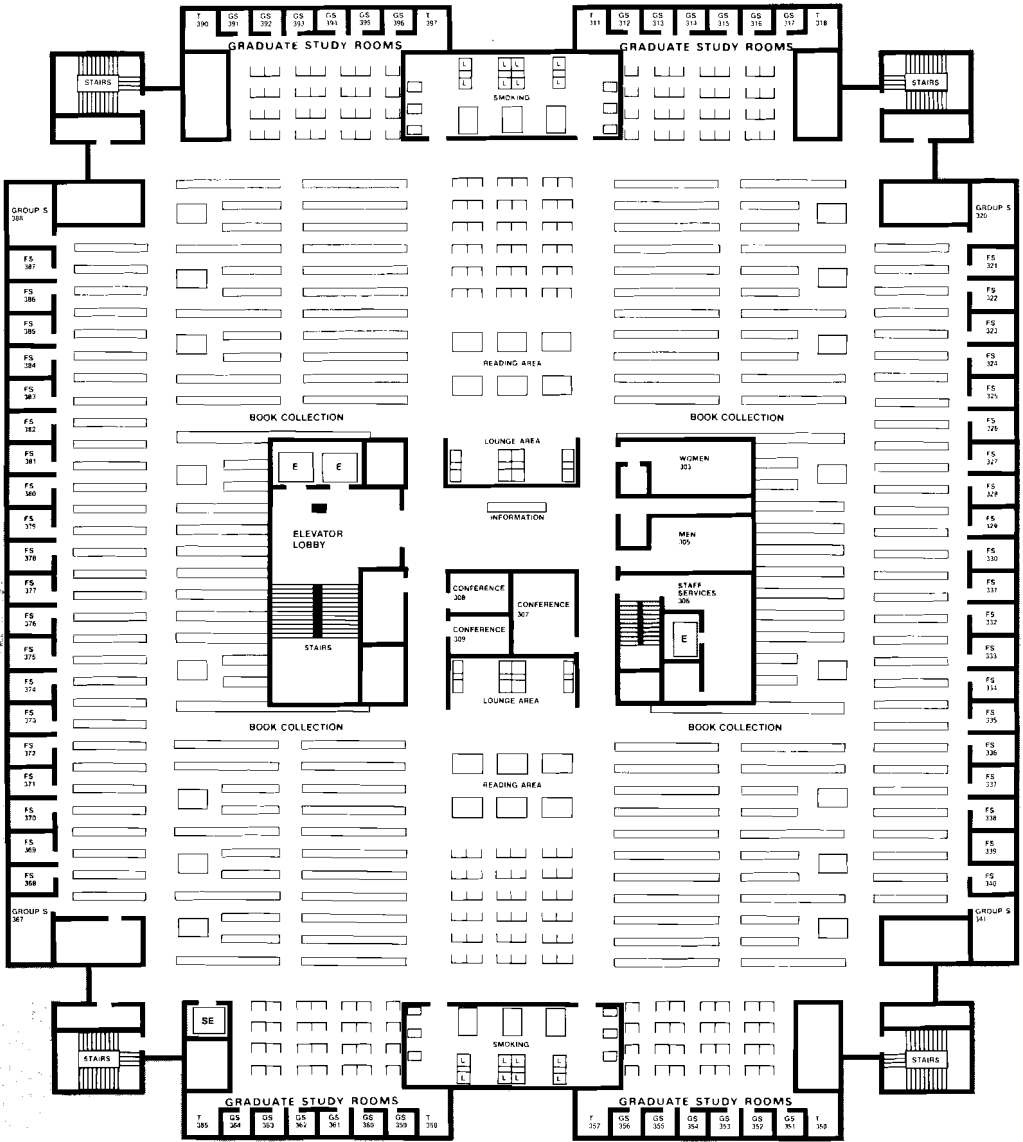 T GS GS GS GS GS GS T
390 391 392 393 394 395 396 397
T GS GS GS GS GS GS T
311 312 313 314 315 316 317 318
GRADUATE STUDY ROOMS
GRADUATE STUDY ROOMS
STAIRS
L L L L
L L L L
SMOKING
STAIRS
GROUP S
388
GROUP S
320
FS
387
FS
321
FS
386
FS
322
FS
385
FS
323
FS
384
FS
324
FS
383
FS
325
READING AREA
BOOK COLLECTION
BOOK COLLECTION
FS
382
FS
326
FS
381
FS
327
FS
380
FS
328
FS
379
FS
329
FS
378
FS
330
FS
377
FS
331
FS
376
FS
332
FS
375
FS
333
FS
374
FS
334
FS
373
FS
335
FS
372
FS
336
FS
371
FS
337
FS
370
FS
338
FS
369
FS
339
FS
368
FS
340
E E
LOUNGE AREA
WOMEN
303
INFORMATION
ELEVATOR
LOBBY
MEN
305
CONFERENCE
308
CONFERENCE
307
CONFERENCE
309
STAFF
SERVICES
306
E
STAIRS
LOUNGE AREA
BOOK COLLECTION
BOOK COLLECTION
READING AREA
GROUP S
367
GROUP S
341
SE
SMOKING
L L L L
L L L L
STAIRS
STAIRS
GRADUATE STUDY ROOMS
GRADUATE STUDY ROOMS
T GS GS GS GS GS GS T
365 364 363 362 361 360 359 358
T GS GS GS GS GS GS T
357 356 355 354 353 352 351 350